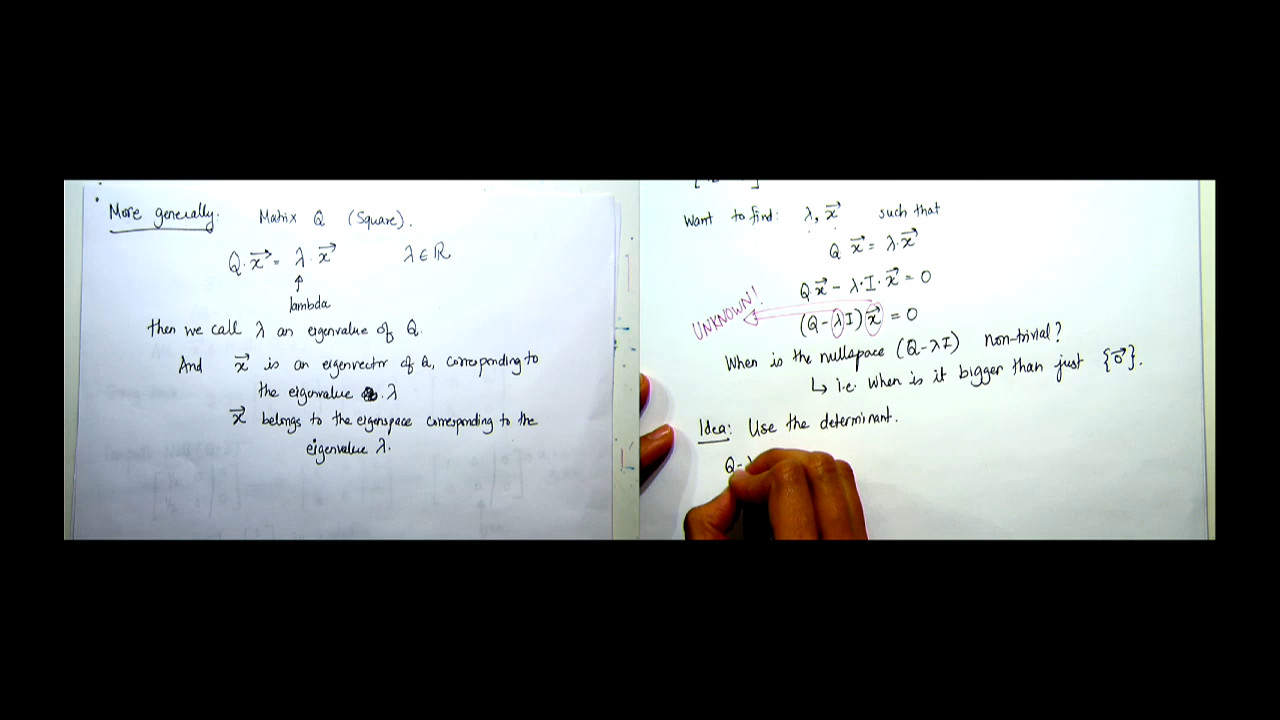 More generally: Matrix Q (Square).
Q·x⃗ = λ·x⃗ λ∈ℝ
↑
lambda
then we call λ an eigenvalue of Q.
And x⃗ is an eigenvector of Q, corresponding to
the eigenvalue λ
x⃗ belongs to the eigenspace corresponding to the
eigenvalue λ.
Want to find: λ, x⃗ such that
Q x⃗ = λ·x⃗
Qx⃗ - λ·I·x⃗ = 0
UNKNOWN! (Q-λI)x⃗ = 0
When is the nullspace (Q-λI) non-trivial?
↳ i.e. when is it bigger than just {0⃗}.
Idea: Use the determinant.
Q-λ